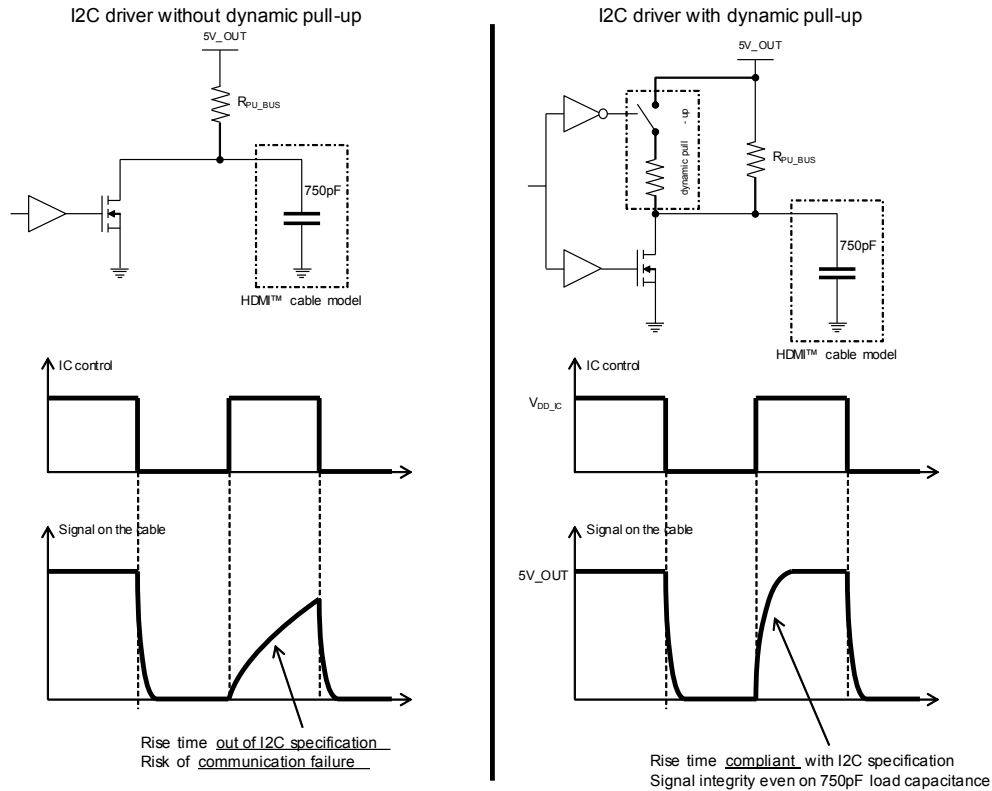 I2C driver without dynamic pull-up
5V_OUT
RPU_BUS
750pF
HDMI™ cable model
IC control
Signal on the cable
Rise time out of I2C specification
Risk of communication failure
I2C driver with dynamic pull-up
5V_OUT
dynamic pull - up
RPU_BUS
750pF
HDMI™ cable model
IC control
VDD_IC
Signal on the cable
5V_OUT
Rise time compliant with I2C specification
Signal integrity even on 750pF load capacitance